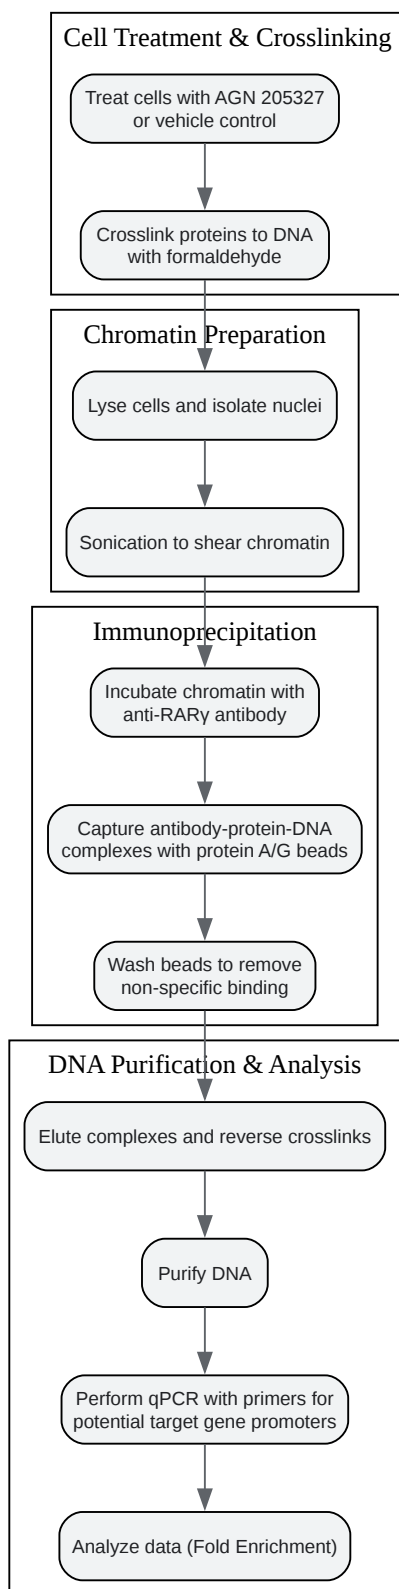 Cell Treatment & Crosslinking
Treat cells with AGN 205327
or vehicle control
Crosslink proteins to DNA
with formaldehyde
Chromatin Preparation
Lyse cells and isolate nuclei
Sonication to shear chromatin
Immunoprecipitation
Incubate chromatin with
anti-RARγ antibody
Capture antibody-protein-DNA
complexes with protein A/G beads
Wash beads to remove
non-specific binding
DNA Purification & Analysis
Elute complexes and reverse crosslinks
Purify DNA
Perform qPCR with primers for
potential target gene promoters
Analyze data (Fold Enrichment)